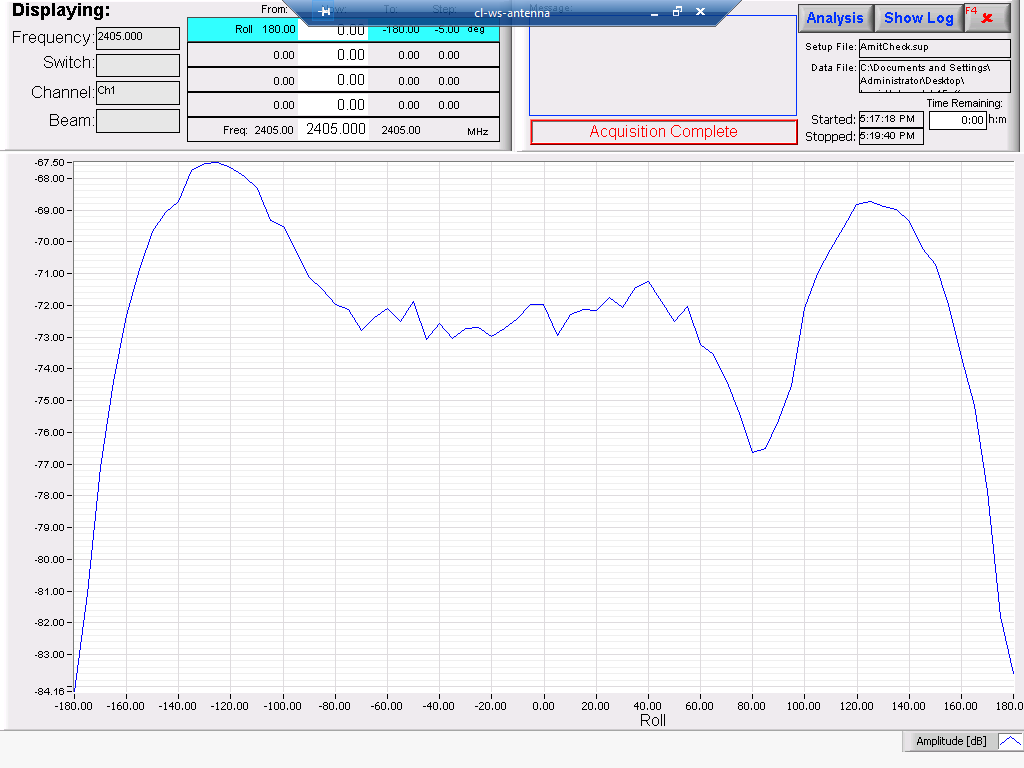 Displaying:
Frequency: 2405.000
Switch:
Channel: Ch1
Beam:
From:
Roll 180.00 0.00 -180.00 -5.00 deg
0.00 0.00 0.00 0.00
0.00 0.00 0.00 0.00
0.00 0.00 0.00 0.00
Freq: 2405.00 2405.000 2405.00 MHz
cl-ws-antenna
Acquisition Complete
Analysis Show Log F4
Setup File: AmitCheck.sup
Data File: C:\Documents and Settings\
Administrator\Desktop\
Time Remaining:
Started: 5:17:18 PM 0:00 h:m
Stopped: 5:19:40 PM
-67.50
-68.00
-69.00
-70.00
-71.00
-72.00
-73.00
-74.00
-75.00
-76.00
-77.00
-78.00
-79.00
-80.00
-81.00
-82.00
-83.00
-84.16
-180.00 -160.00 -140.00 -120.00 -100.00 -80.00 -60.00 -40.00 -20.00 0.00 20.00 40.00 60.00 80.00 100.00 120.00 140.00 160.00 180.0
Roll
Amplitude [dB]